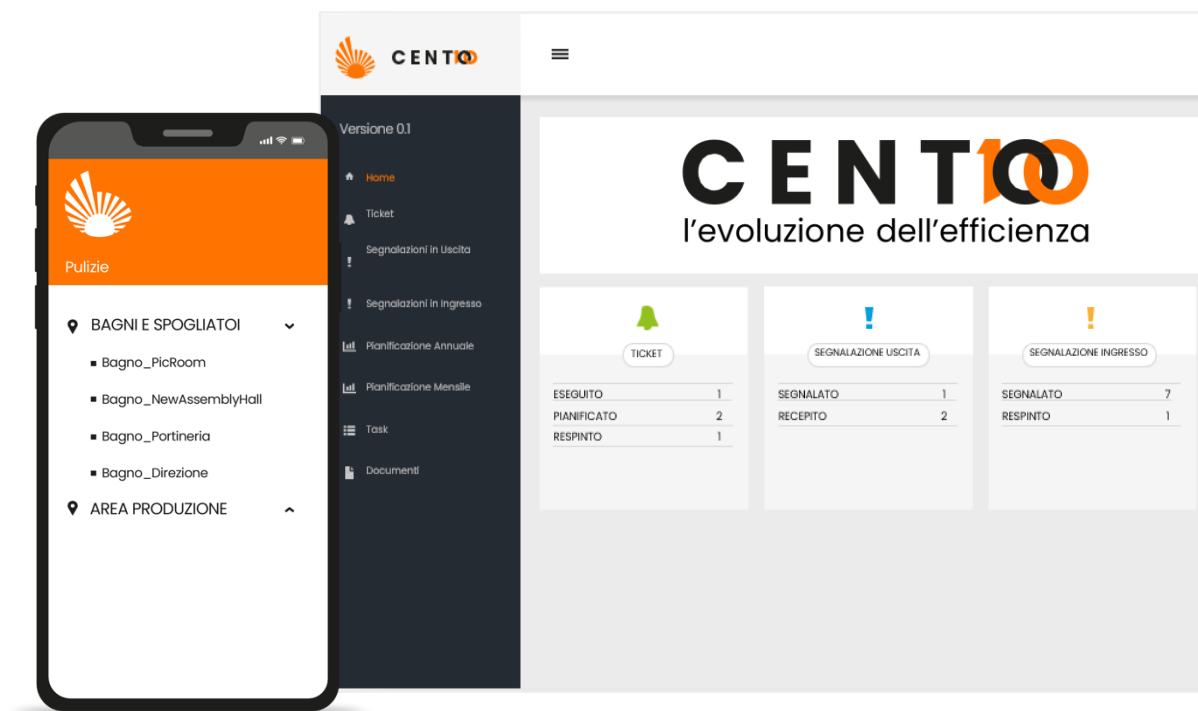 Pulizie
BAGNI E SPOGLIATOI
Bagno_PicRoom
Bagno_NewAssemblyHall
Bagno_Portineria
Bagno_Direzione
AREA PRODUZIONE
CENT100
Versione 0.1
Home
Ticket
Segnalazioni in Uscita
Segnalazioni in Ingresso
Pianificazione Annuale
Pianificazione Mensile
Task
Documenti
CENT100
l'evoluzione dell'efficienza
TICKET
ESEGUITO 1
PIANIFICATO 2
RESPINTO 1
SEGNALAZIONE USCITA
SEGNALATO 1
RECEPITO 2
SEGNALAZIONE INGRESSO
SEGNALATO 7
RESPINTO 1